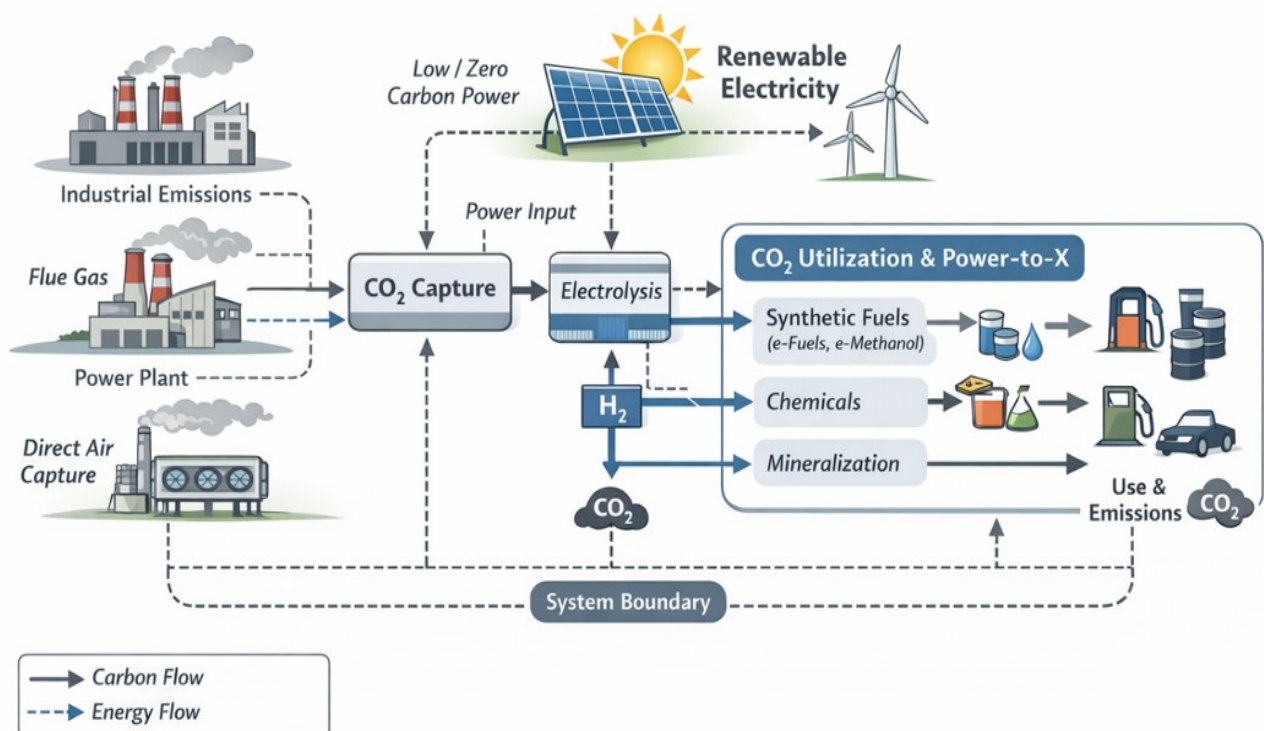 Low / Zero
Carbon Power
Renewable
Electricity
Industrial Emissions
Power Input
Flue Gas
CO₂ Capture
Electrolysis
CO₂ Utilization & Power-to-X
Synthetic Fuels
(e-Fuels, e-Methanol)
Power Plant
H₂
Chemicals
Direct Air
Capture
Mineralization
CO₂
Use &
Emissions
CO₂
System Boundary
Carbon Flow
Energy Flow